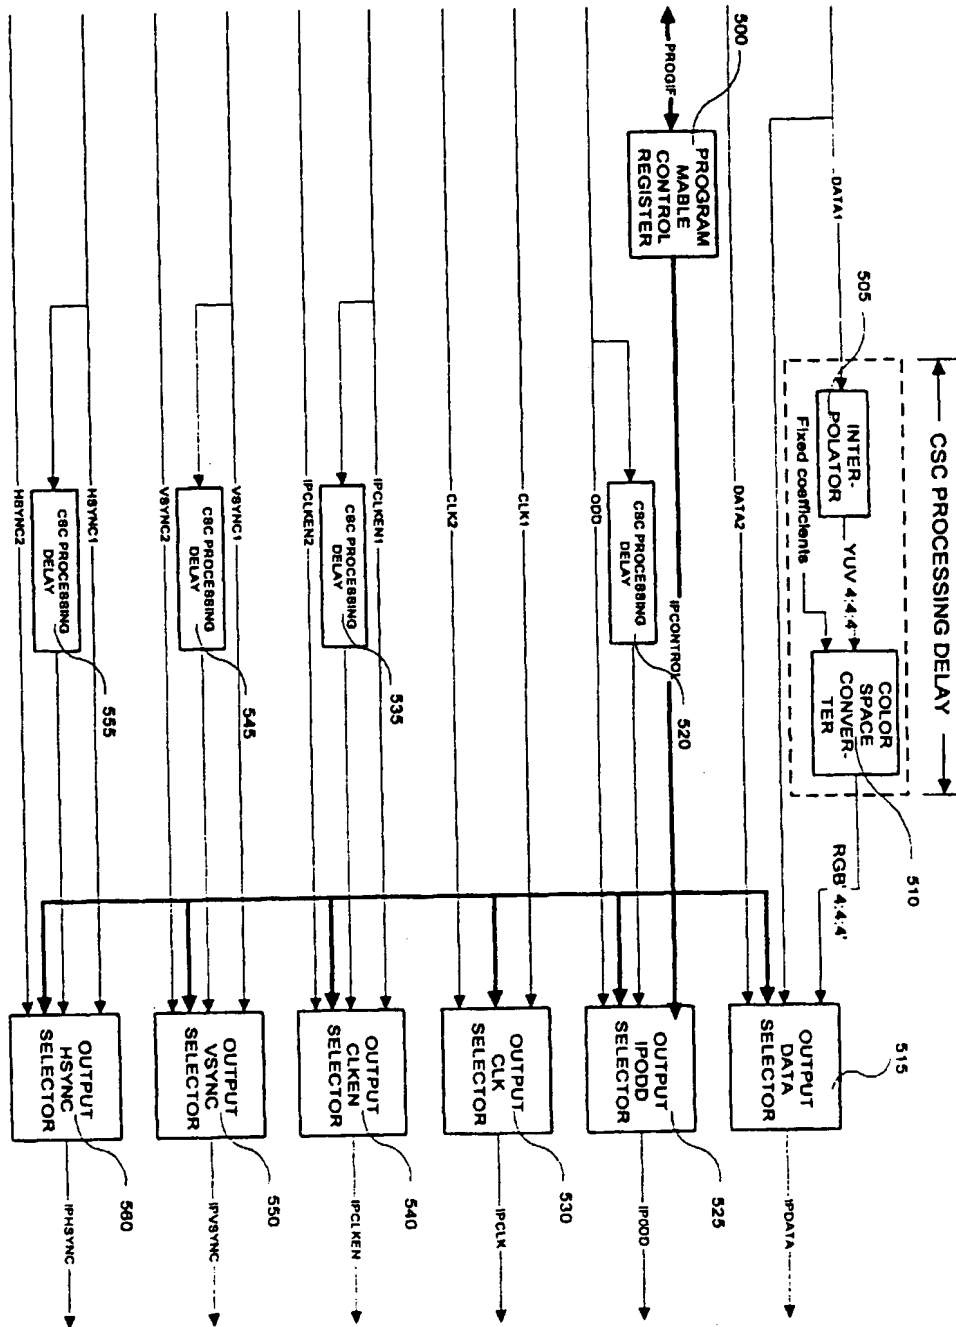 CSC PROCESSING DELAY
505
510
515
INTER-
POLATOR
YUV 4:4:4'
Fixed coefficients
COLOR
SPACE
CONVER-
TER
RGB' 4:4:4'
DATA1
DATA2
OUTPUT
DATA
SELECTOR
IPDATA
500
PROGIF
PROGRAM
MABLE
CONTROL
REGISTER
IPCONTROL
520
525
CSC PROCESSING
DELAY
ODD
OUTPUT
IPODD
SELECTOR
IPODD
CLK1
CLK2
530
OUTPUT
CLK
SELECTOR
IPCLK
IPCLKEN1
535
540
CSC PROCESSING
DELAY
IPCLKEN2
OUTPUT
CLKEN
SELECTOR
IPCLKEN
VSYNC1
545
550
CSC PROCESSING
DELAY
VSYNC2
OUTPUT
VSYNC
SELECTOR
IPVSYNC
HSYNC1
555
560
CSC PROCESSING
DELAY
HSYNC2
OUTPUT
HSYNC
SELECTOR
IPHSYNC